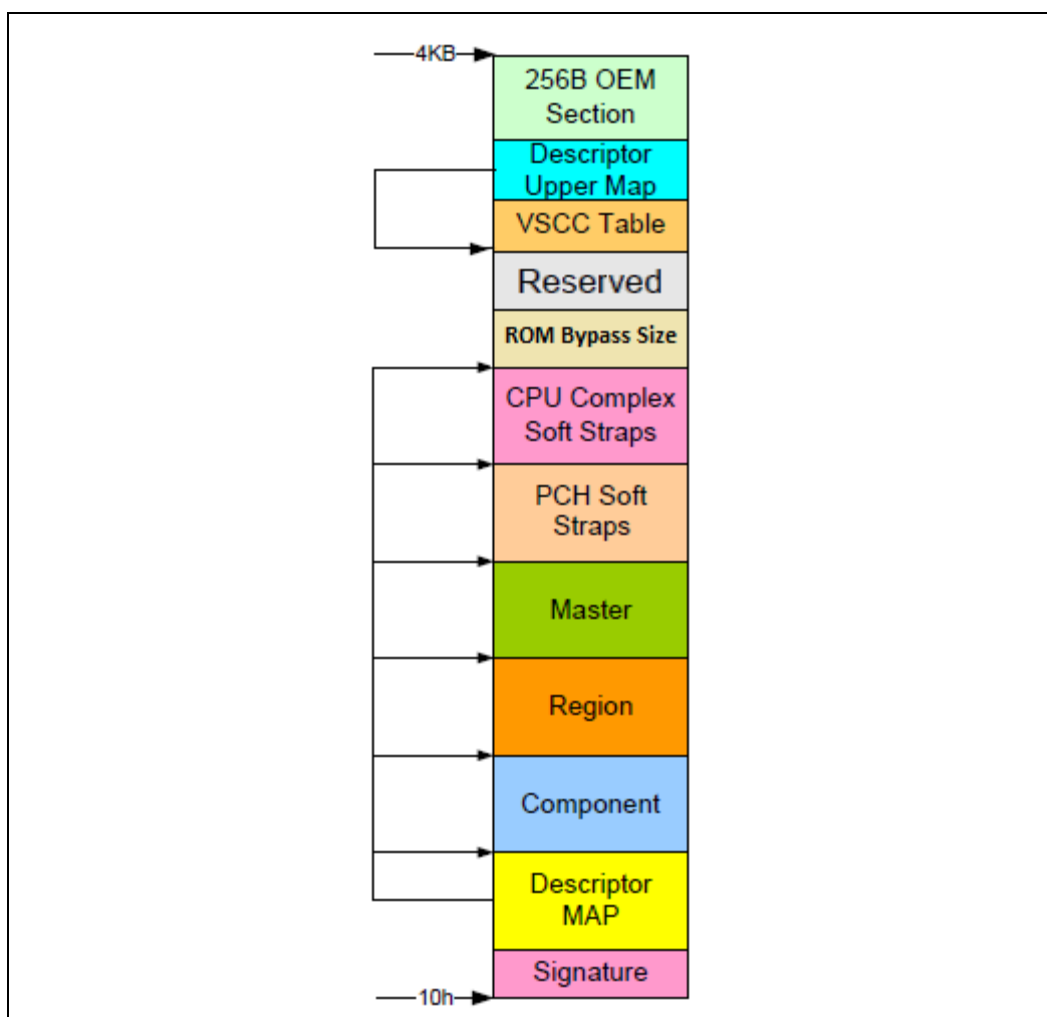 4KB
256B OEM
Section
Descriptor
Upper Map
VSCC Table
Reserved
ROM Bypass Size
CPU Complex
Soft Straps
PCH Soft
Straps
Master
Region
Component
Descriptor
MAP
Signature
10h